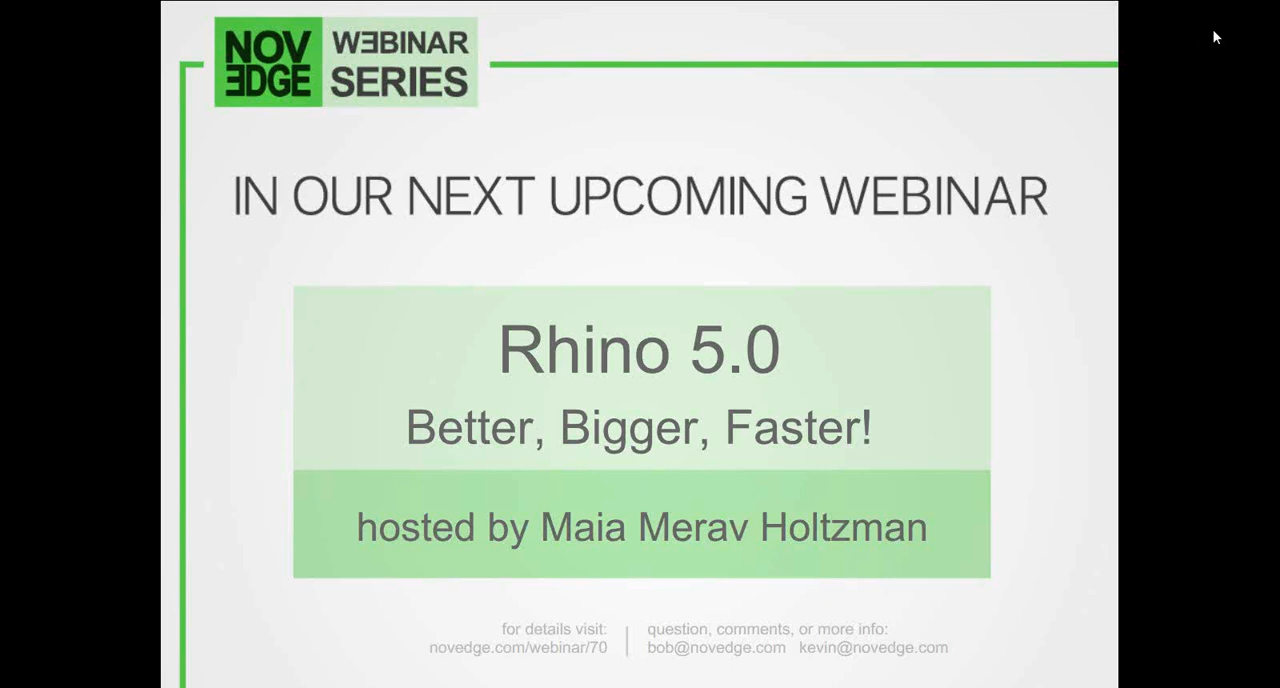 NOV
EDGE
WEBINAR
SERIES
IN OUR NEXT UPCOMING WEBINAR
Rhino 5.0
Better, Bigger, Faster!
hosted by Maia Merav Holtzman
for details visit:
novedge.com/webinar/70
question, comments, or more info:
bob@novedge.com kevin@novedge.com